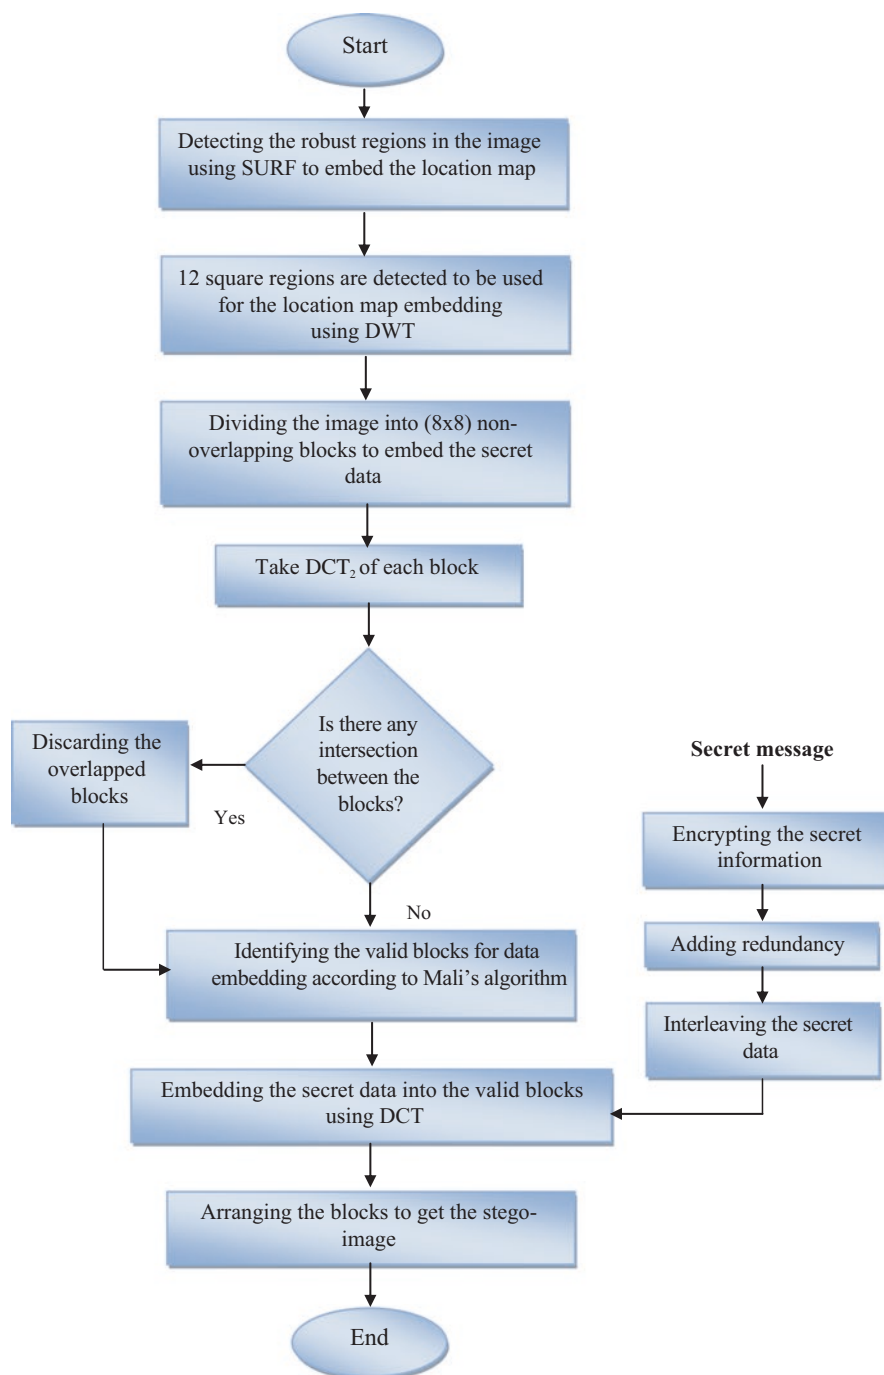 Start
Detecting the robust regions in the image
using SURF to embed the location map
12 square regions are detected to be used
for the location map embedding
using DWT
Dividing the image into (8x8) non-
overlapping blocks to embed the secret
data
Take DCT₂ of each block
Is there any
intersection
between the
blocks?
Discarding the
overlapped
blocks
Yes
No
Secret message
Encrypting the secret
information
Adding redundancy
Interleaving the secret
data
Identifying the valid blocks for data
embedding according to Mali’s algorithm
Embedding the secret data into the valid blocks
using DCT
Arranging the blocks to get the stego-
image
End